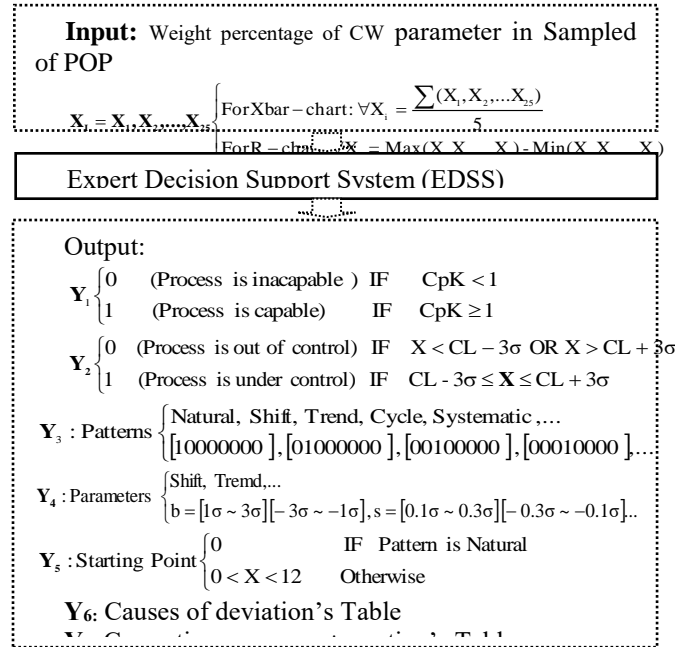 Input: Weight percentage of CW parameter in Sampled
of POP
X₁ = X₁,X₂,...,X₂₅ { For Xbar – chart: ∀Xᵢ = ∑(X₁,X₂,...X₂₅) / 5
For R – X = Max(X X X ) - Min(X X X )
Expert Decision Support System (EDSS)
Output:
Y₁ { 0 (Process is inacapable ) IF CpK < 1
1 (Process is capable) IF CpK ≥ 1
Y₂ { 0 (Process is out of control) IF X < CL – 3σ OR X > CL + 3σ
1 (Process is under control) IF CL - 3σ ≤ X ≤ CL + 3σ
Y₃ : Patterns { Natural, Shift, Trend, Cycle, Systematic ,...
[10000000 ], [01000000 ], [00100000 ], [00010000 ],...
Y₄ : Parameters { Shift, Tremd,...
b = [1σ ~ 3σ][– 3σ ~ –1σ], s = [0.1σ ~ 0.3σ][– 0.3σ ~ –0.1σ]...
Y₅ : Starting Point { 0 IF Pattern is Natural
0 < X < 12 Otherwise
Y₆: Causes of deviation's Table